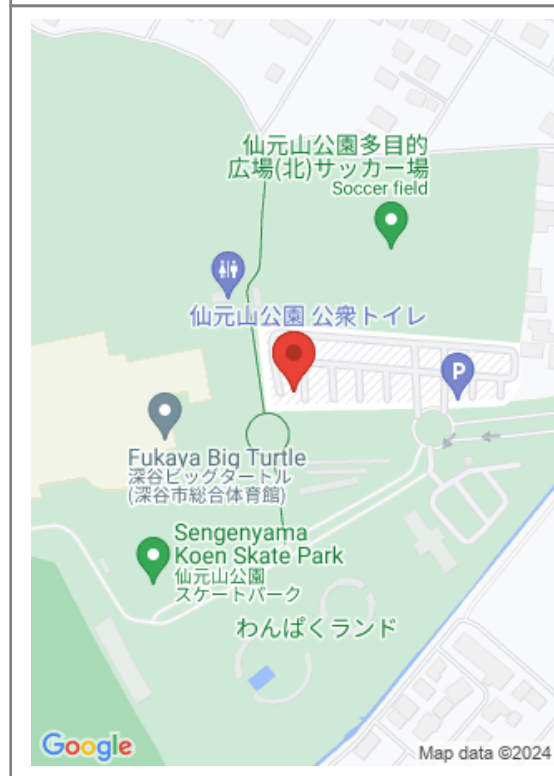 仙元山公園多目的
広場(北)サッカー場
Soccer field
仙元山公園 公衆トイレ
P
Fukaya Big Turtle
深谷ビッグタートル
(深谷市総合体育館)
Sengenyama
Koen Skate Park
仙元山公園
スケートパーク
わんぱくランド
Google
Map data ©2024